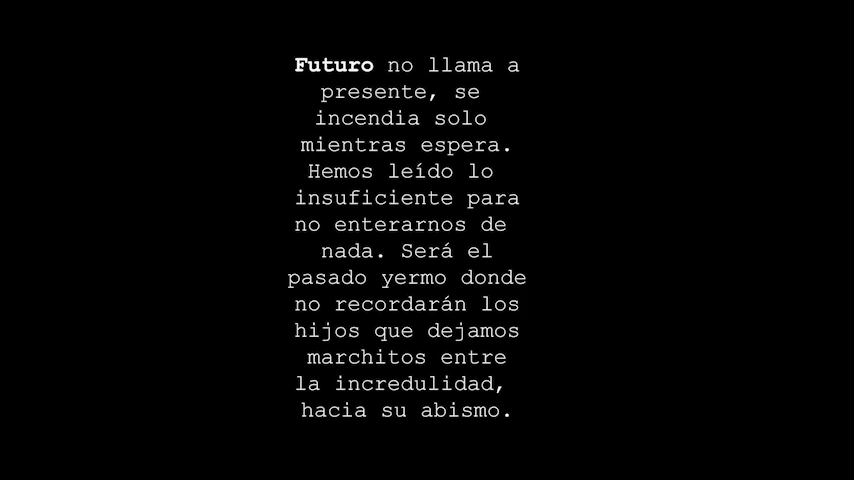 Futuro no llama a
presente, se
incendia solo
mientras espera.
Hemos leído lo
insuficiente para
no enterarnos de
nada. Será el
pasado yermo donde
no recordarán los
hijos que dejamos
marchitos entre
la incredulidad,
hacia su abismo.